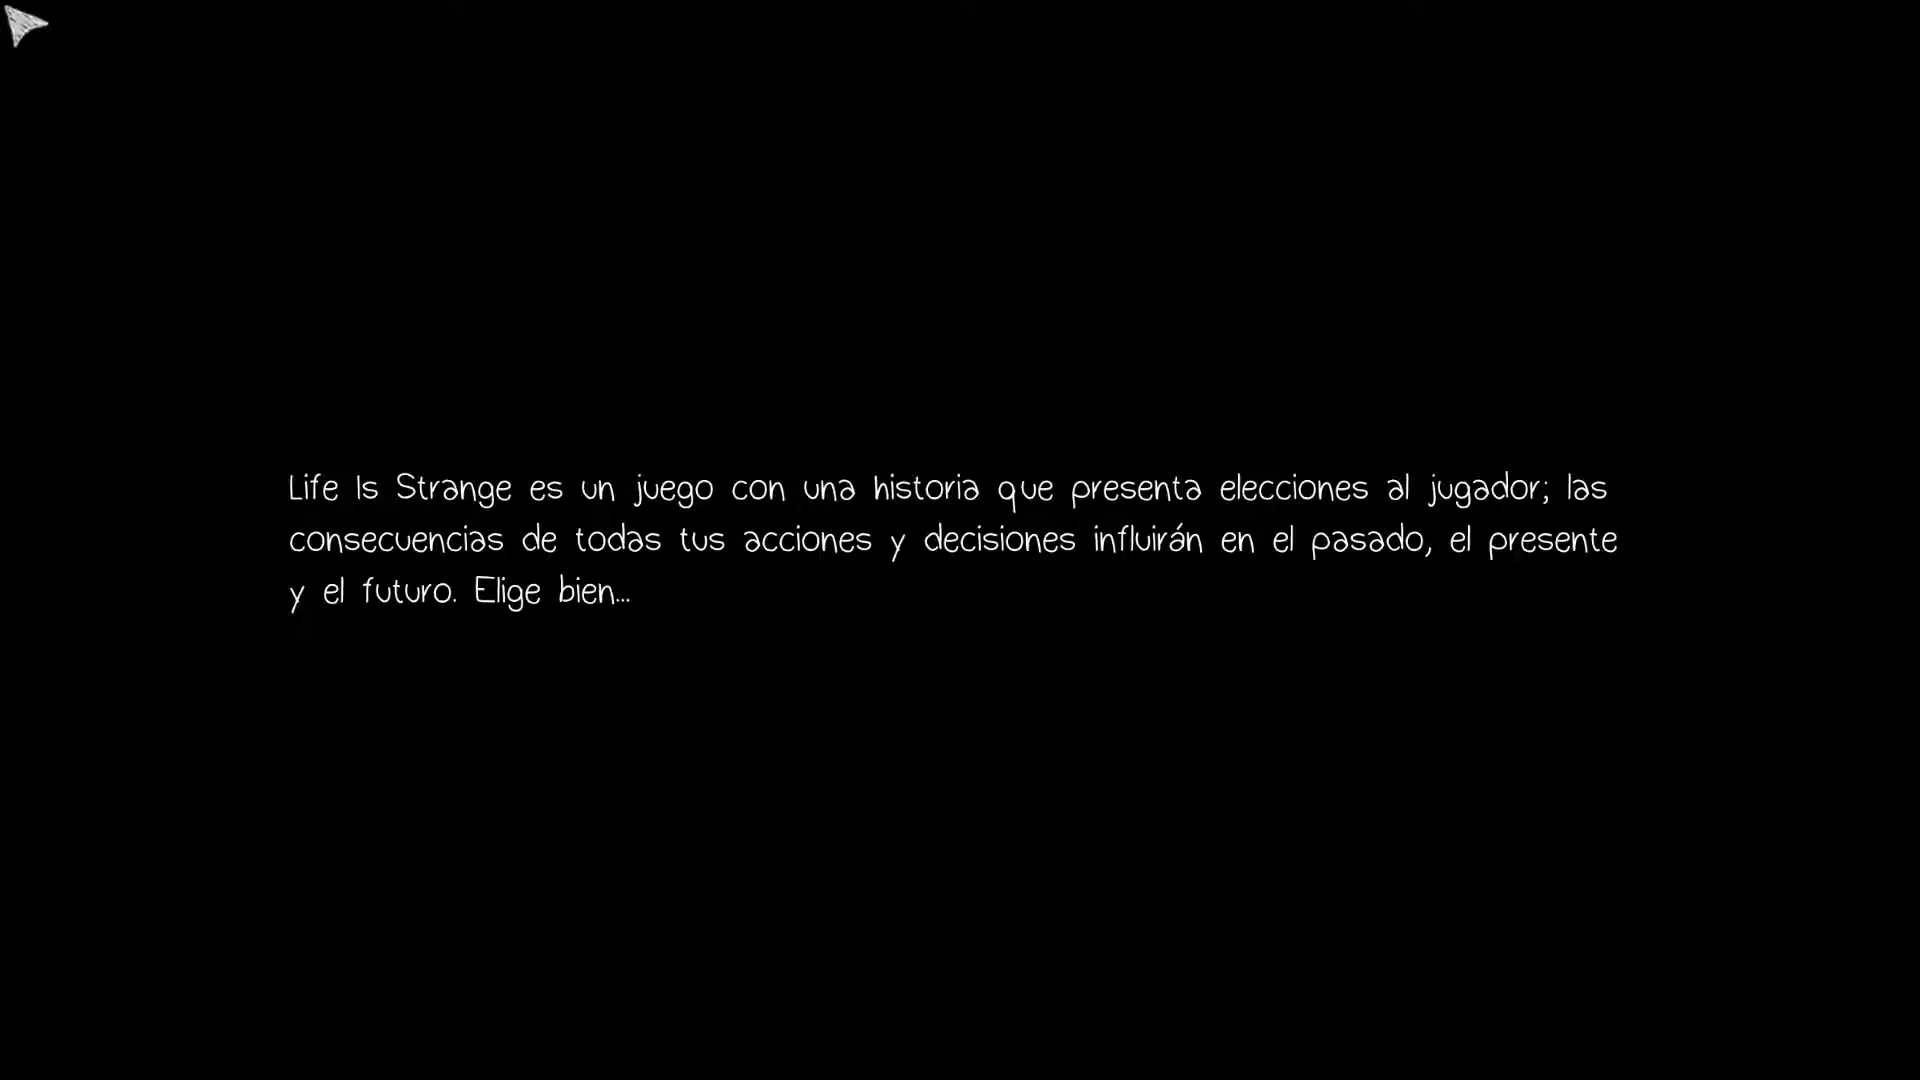 Life Is Strange es un juego con una historia que presenta elecciones al jugador; las
consecuencias de todas tus acciones y decisiones influirán en el pasado, el presente
y el futuro. Elige bien...